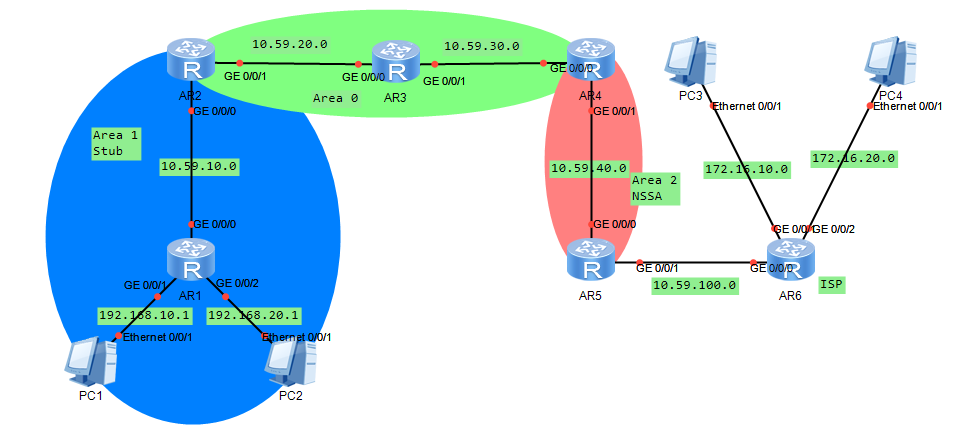 10.59.20.0
10.59.30.0
R
R
R
GE 0/0/1
GE 0/0/0
GE 0/0/1
GE 0/0/0
AR2
AR3
AR4
PC3
PC4
Area 0
GE 0/0/0
GE 0/0/1
Ethernet 0/0/1
Ethernet 0/0/1
Area 1
Stub
10.59.10.0
10.59.40.0
172.16.10.0
172.16.20.0
Area 2
NSSA
GE 0/0/0
GE 0/0/0
GE 0/0/2
R
R
R
GE 0/0/1
GE 0/0/2
GE 0/0/1
GE 0/0/0
AR1
AR5
AR6
10.59.100.0
ISP
192.168.10.1
192.168.20.1
Ethernet 0/0/1
Ethernet 0/0/1
PC1
PC2